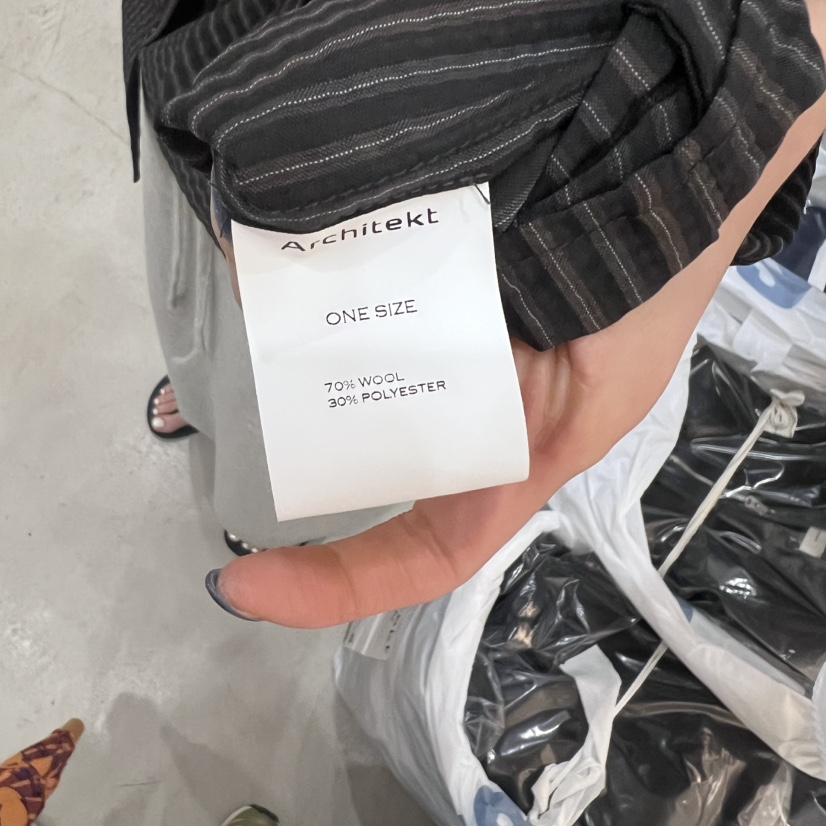 Architekt
ONE SIZE
70% WOOL
30% POLYESTER